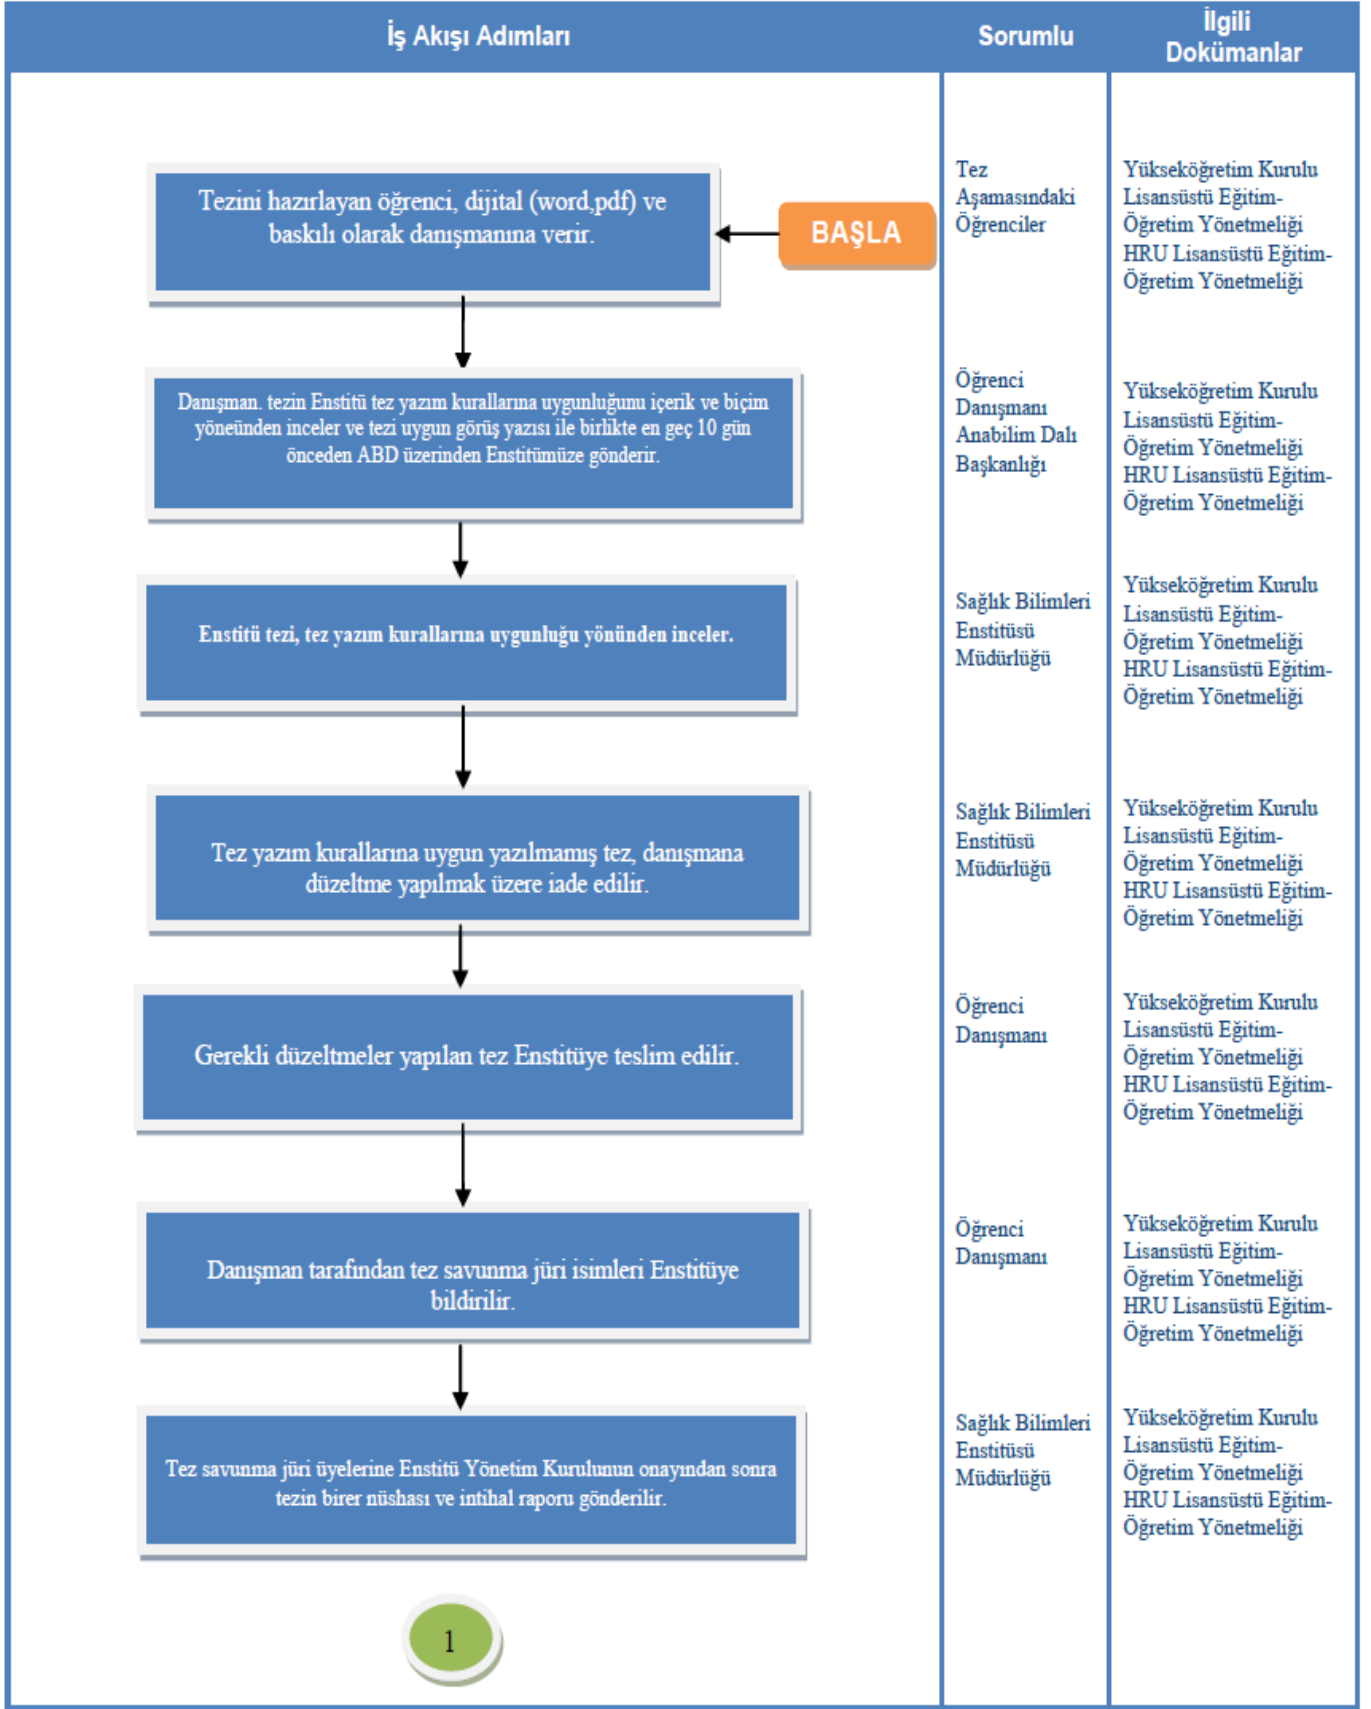 İş Akışı Adımları
Sorumlu
İlgili
Dokümanlar
Tezini hazırlayan öğrenci, dijital (word,pdf) ve
baskılı olarak danışmanına verir.
BAŞLA
Tez
Aşamasındaki
Öğrenciler
Yükseköğretim Kurulu
Lisansüstü Eğitim-
Öğretim Yönetmeliği
HRU Lisansüstü Eğitim-
Öğretim Yönetmeliği
Danışman. tezin Enstitü tez yazım kurallarına uygunluğunu içerik ve biçim
yöneünden inceler ve tezi uygun görüş yazısı ile birlikte en geç 10 gün
önceden ABD üzerinden Enstitümüze gönderir.
Öğrenci
Danışmanı
Anabilim Dalı
Başkanlığı
Yükseköğretim Kurulu
Lisansüstü Eğitim-
Öğretim Yönetmeliği
HRU Lisansüstü Eğitim-
Öğretim Yönetmeliği
Enstitü tezi, tez yazım kurallarına uygunluğu yönünden inceler.
Sağlık Bilimleri
Enstitüsü
Müdürlüğü
Yükseköğretim Kurulu
Lisansüstü Eğitim-
Öğretim Yönetmeliği
HRU Lisansüstü Eğitim-
Öğretim Yönetmeliği
Tez yazım kurallarına uygun yazılmamış tez, danışmana
düzeltme yapılmak üzere iade edilir.
Sağlık Bilimleri
Enstitüsü
Müdürlüğü
Yükseköğretim Kurulu
Lisansüstü Eğitim-
Öğretim Yönetmeliği
HRU Lisansüstü Eğitim-
Öğretim Yönetmeliği
Gerekli düzeltmeler yapılan tez Enstitüye teslim edilir.
Öğrenci
Danışmanı
Yükseköğretim Kurulu
Lisansüstü Eğitim-
Öğretim Yönetmeliği
HRU Lisansüstü Eğitim-
Öğretim Yönetmeliği
Danışman tarafından tez savunma jüri isimleri Enstitüye
bildirilir.
Öğrenci
Danışmanı
Yükseköğretim Kurulu
Lisansüstü Eğitim-
Öğretim Yönetmeliği
HRU Lisansüstü Eğitim-
Öğretim Yönetmeliği
Tez savunma jüri üyelerine Enstitü Yönetim Kurulunun onayından sonra
tezin birer nüshası ve intihal raporu gönderilir.
Sağlık Bilimleri
Enstitüsü
Müdürlüğü
Yükseköğretim Kurulu
Lisansüstü Eğitim-
Öğretim Yönetmeliği
HRU Lisansüstü Eğitim-
Öğretim Yönetmeliği
1